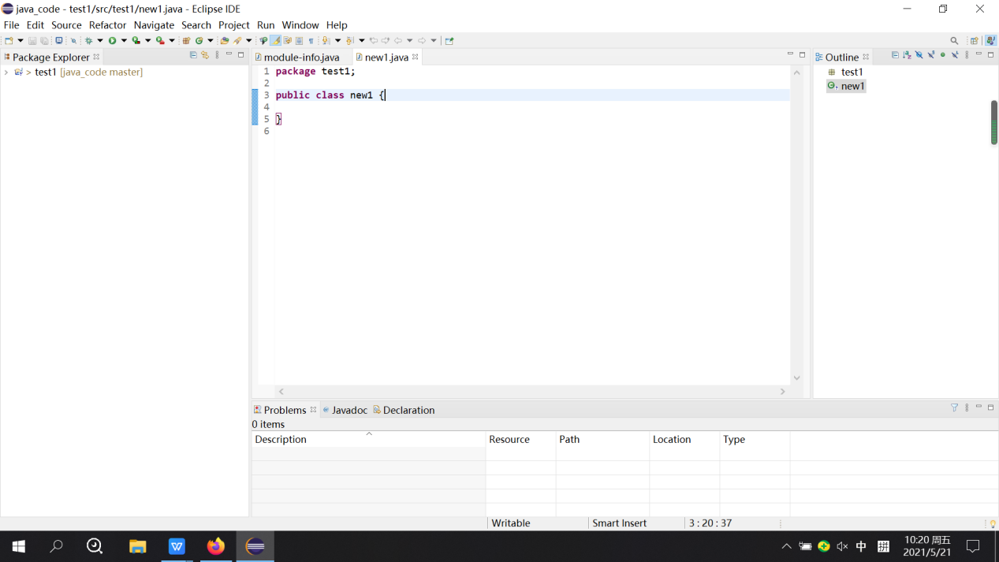 java_code - test1/src/test1/new1.java - Eclipse IDE
File Edit Source Refactor Navigate Search Project Run Window Help
Package Explorer
module-info.java
new1.java
Outline
> test1 [java_code master]
1 package test1;
2
3 public class new1 {
4
5 }
6
test1
new1
Problems
@ Javadoc
Declaration
0 items
Description Resource Path Location Type
Writable Smart Insert 3 : 20 : 37
W
中 拼
10:20 周五
2021/5/21